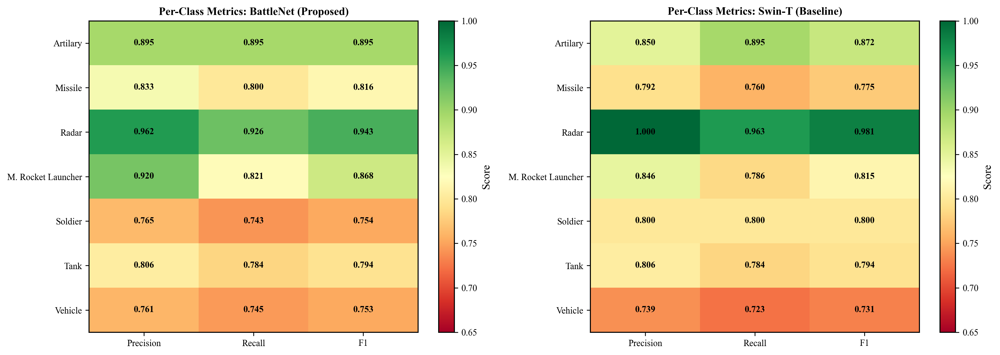 Per-Class Metrics: BattleNet (Proposed)
Artilary 0.895 0.895 0.895
Missile 0.833 0.800 0.816
Radar 0.962 0.926 0.943
M. Rocket Launcher 0.920 0.821 0.868
Soldier 0.765 0.743 0.754
Tank 0.806 0.784 0.794
Vehicle 0.761 0.745 0.753
Precision Recall F1
1.00
0.95
0.90
0.85
0.80
0.75
0.70
0.65
Score
Per-Class Metrics: Swin-T (Baseline)
Artilary 0.850 0.895 0.872
Missile 0.792 0.760 0.775
Radar 1.000 0.963 0.981
M. Rocket Launcher 0.846 0.786 0.815
Soldier 0.800 0.800 0.800
Tank 0.806 0.784 0.794
Vehicle 0.739 0.723 0.731
Precision Recall F1
1.00
0.95
0.90
0.85
0.80
0.75
0.70
0.65
Score